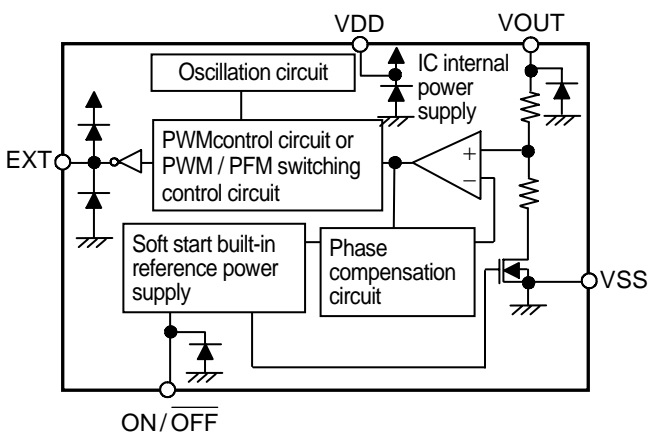 VDD
VOUT
Oscillation circuit
IC internal
power
supply
PWMcontrol circuit or
PWM / PFM switching
control circuit
EXT
+
−
Soft start built-in
reference power
supply
Phase
compensation
circuit
VSS
ON/OFF